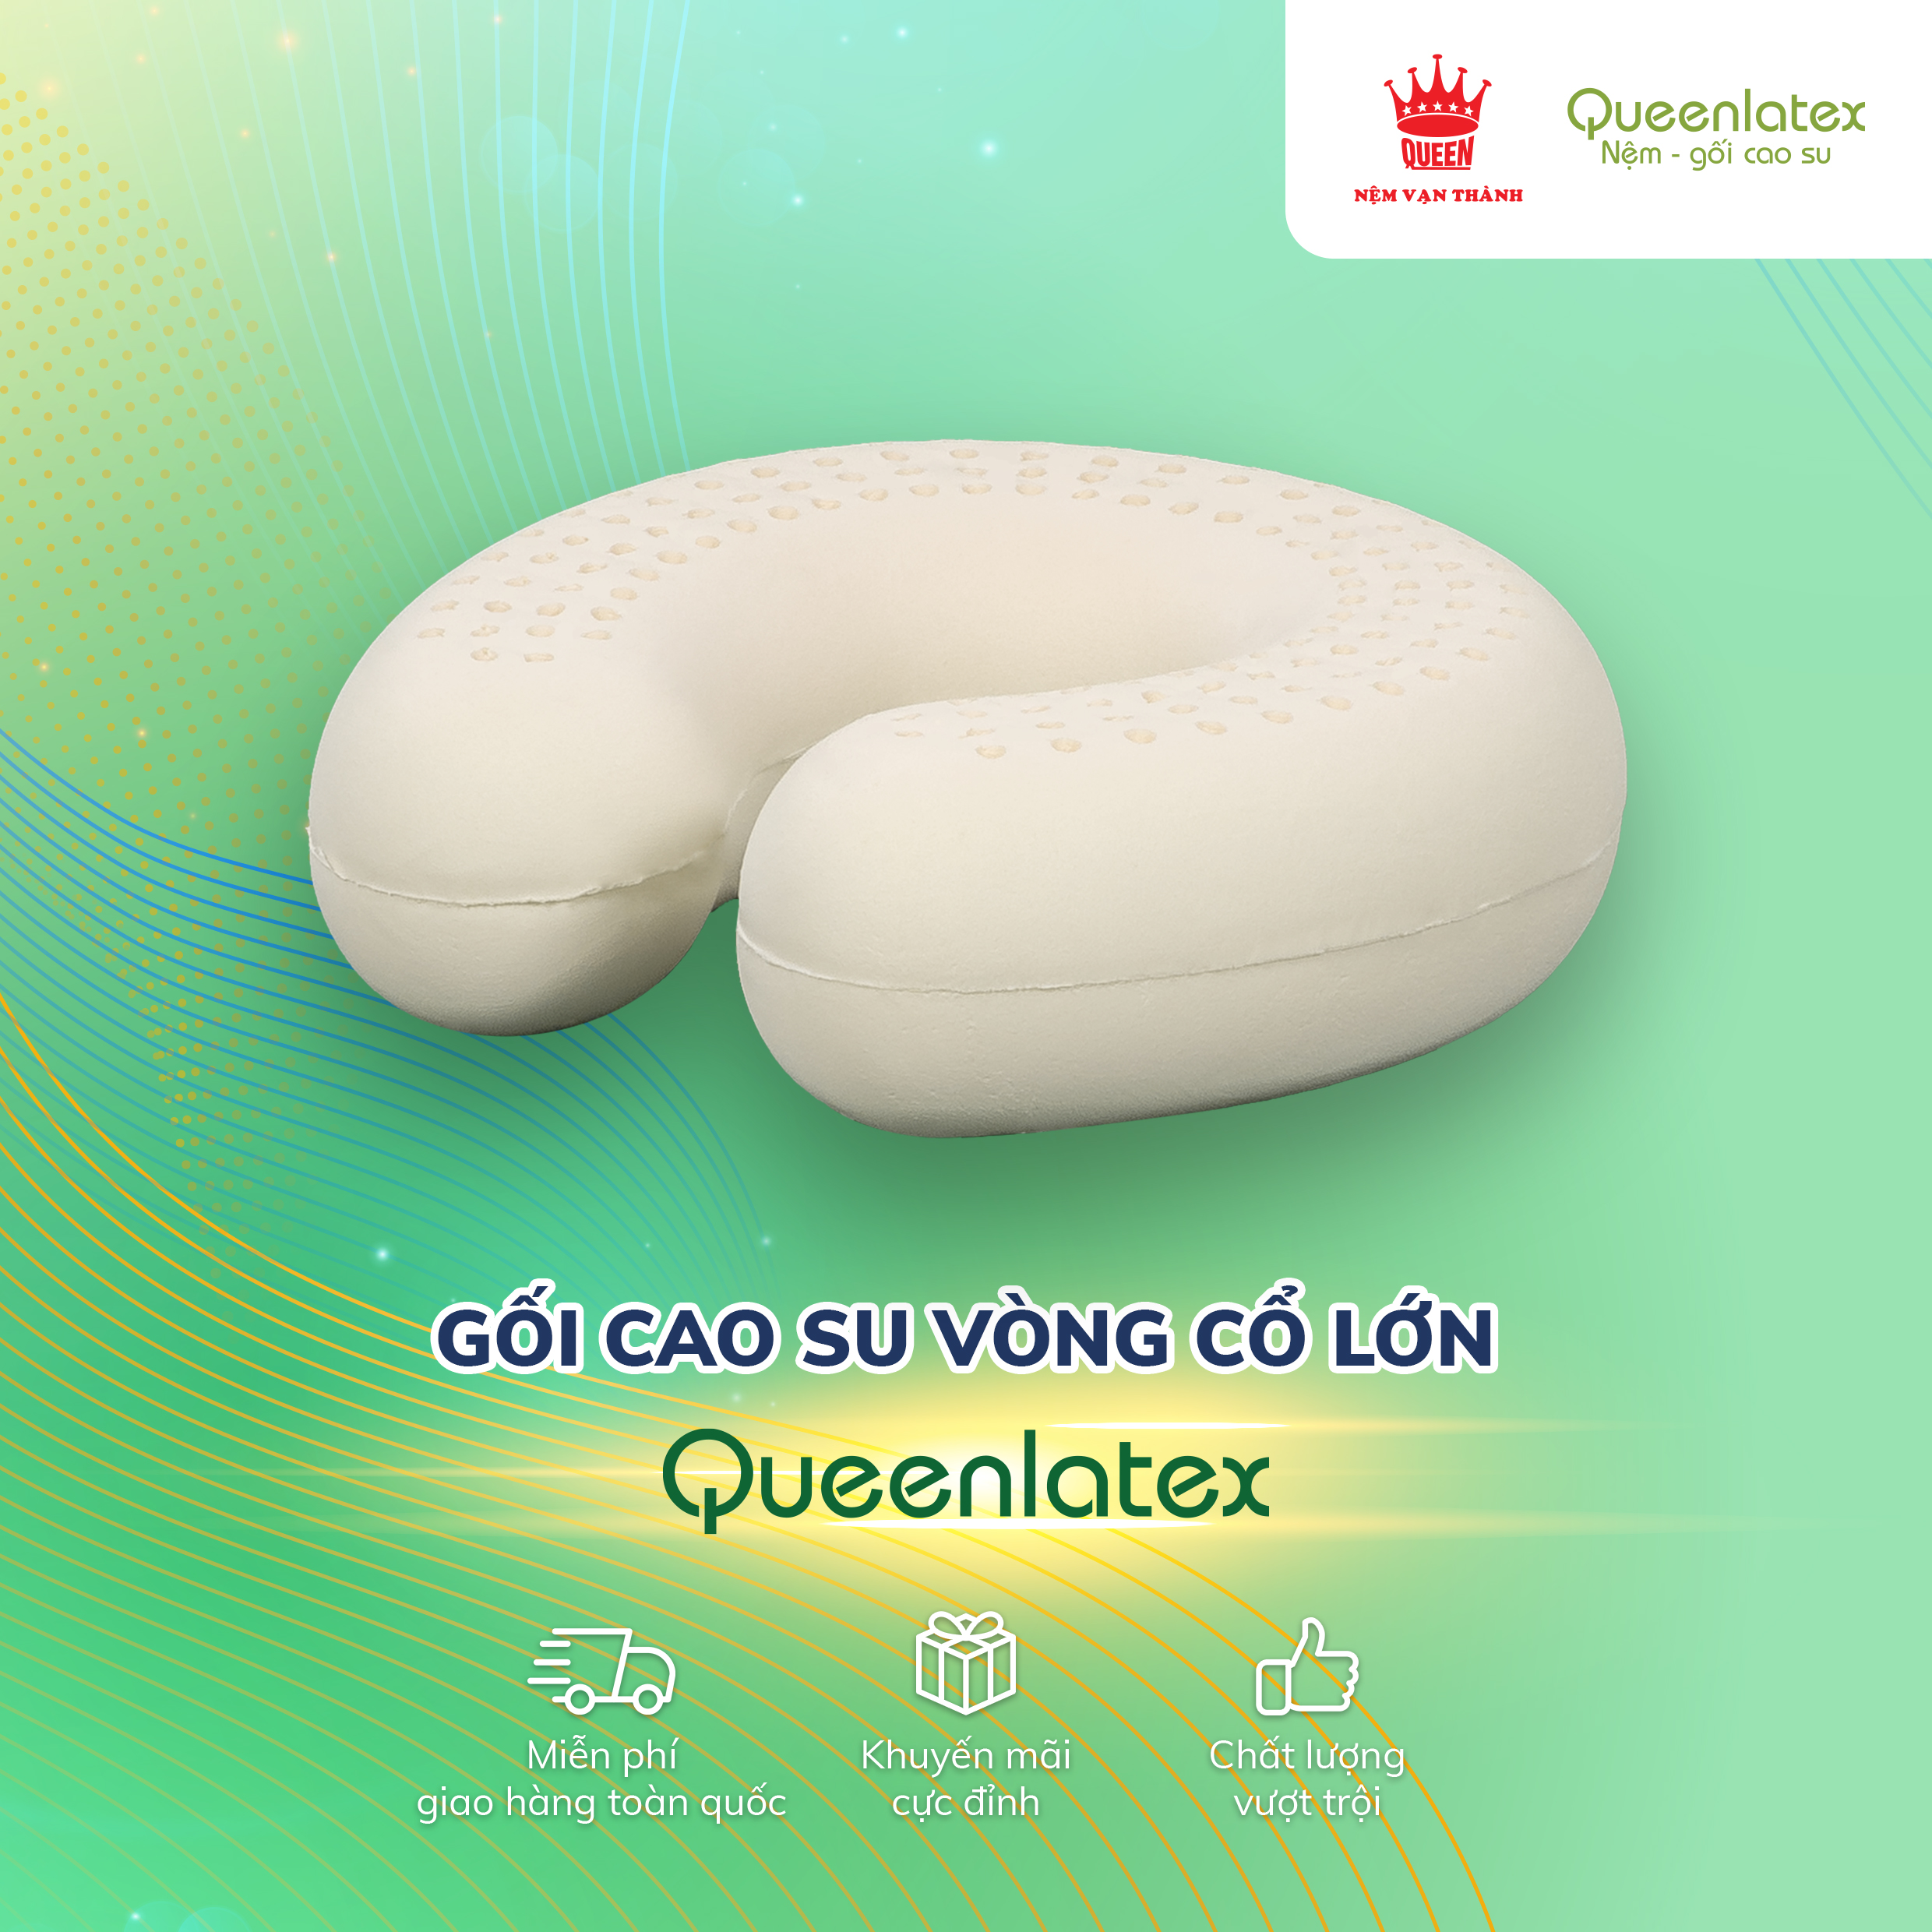 QUEEN
NỆM VẠN THÀNH
Queenlatex
Nệm - gối cao su
GỐI CAO SU VÒNG CỔ LỚN
Queenlatex
Miễn phí
giao hàng toàn quốc
Khuyến mãi
cực đỉnh
Chất lượng
vượt trội